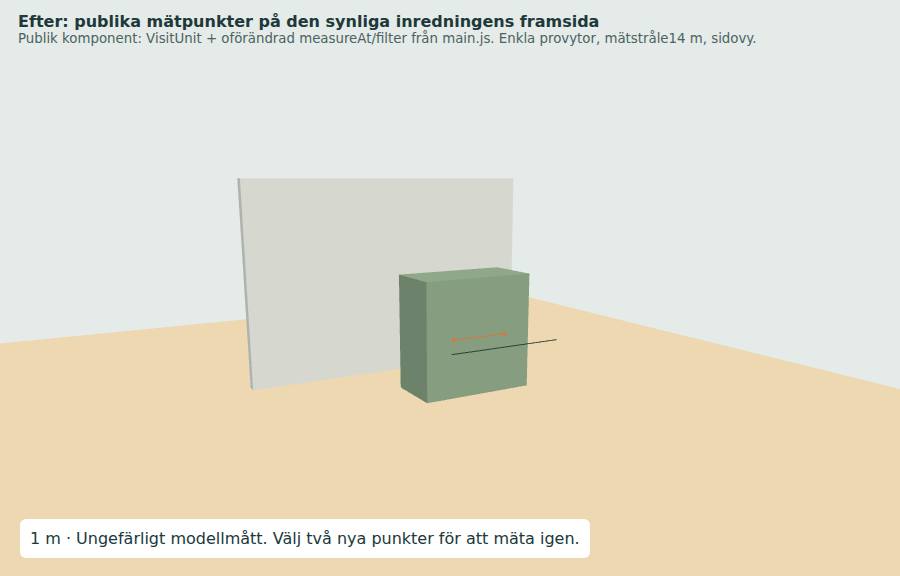 Efter: publika mätpunkter på den synliga inredningens framsida
Publik komponent: VisitUnit + oförändrad measureAt/filter från main.js. Enkla provytor, mätstråle14 m, sidovy.
1 m · Ungefärligt modellmått. Välj två nya punkter för att mäta igen.